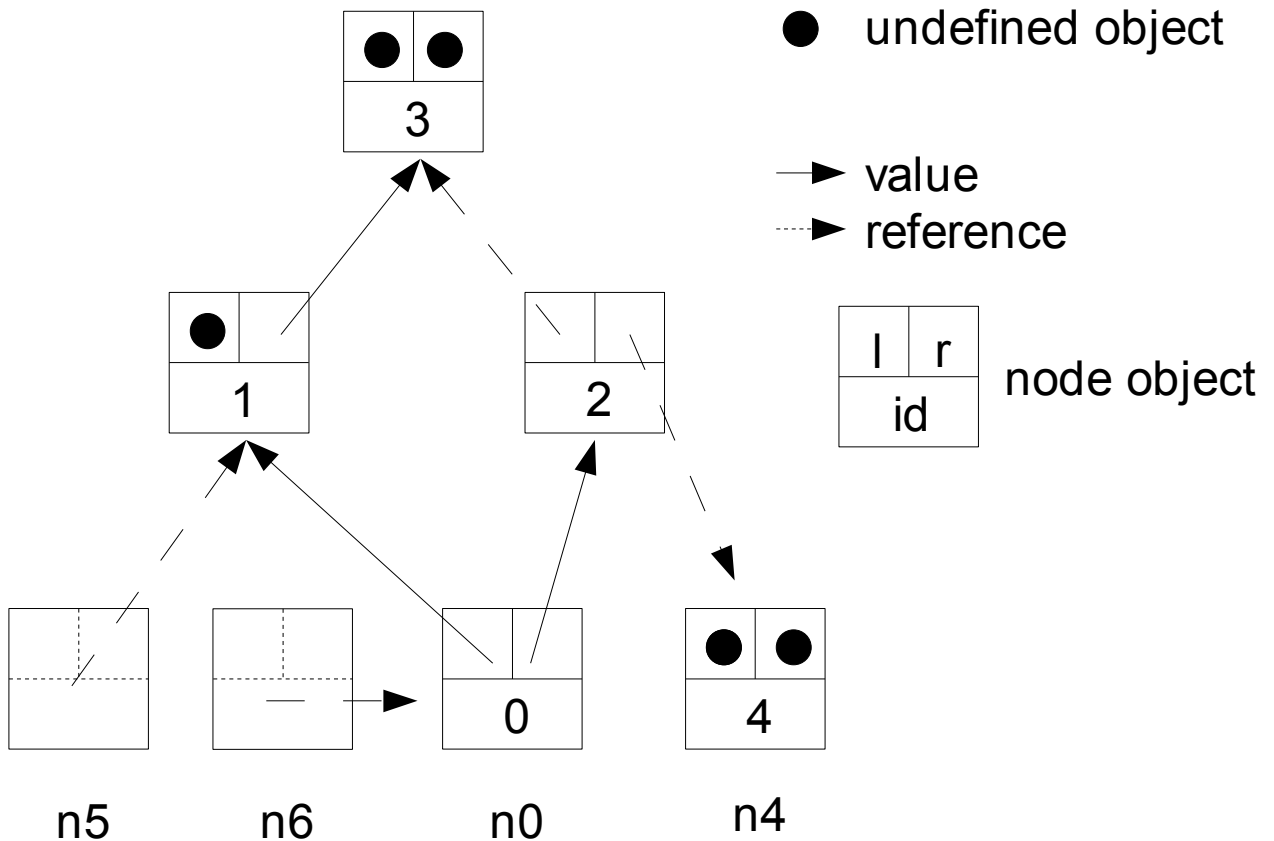 undefined object
3
value
reference
1
2
l r
id
node object
0
4
n5 n6 n0 n4